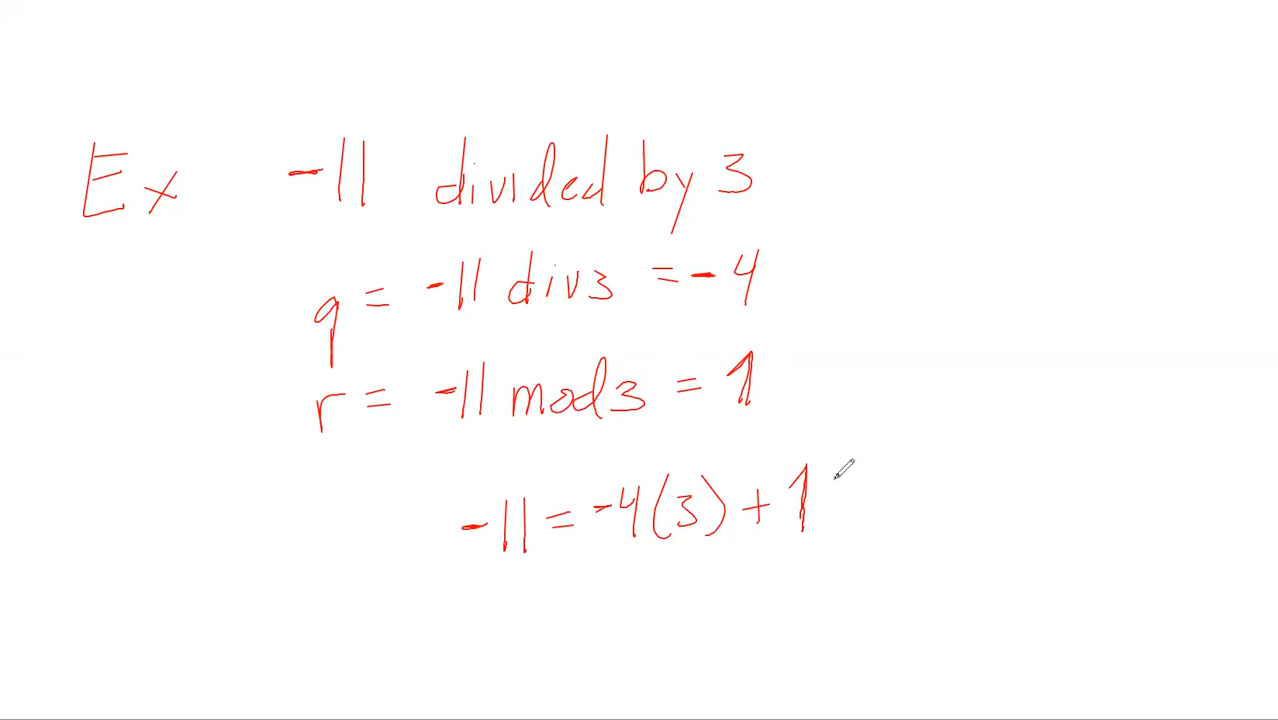 Ex -11 divided by 3
q = -11 div 3 = -4
r = -11 mod 3 = 1
-11 = -4(3) + 1